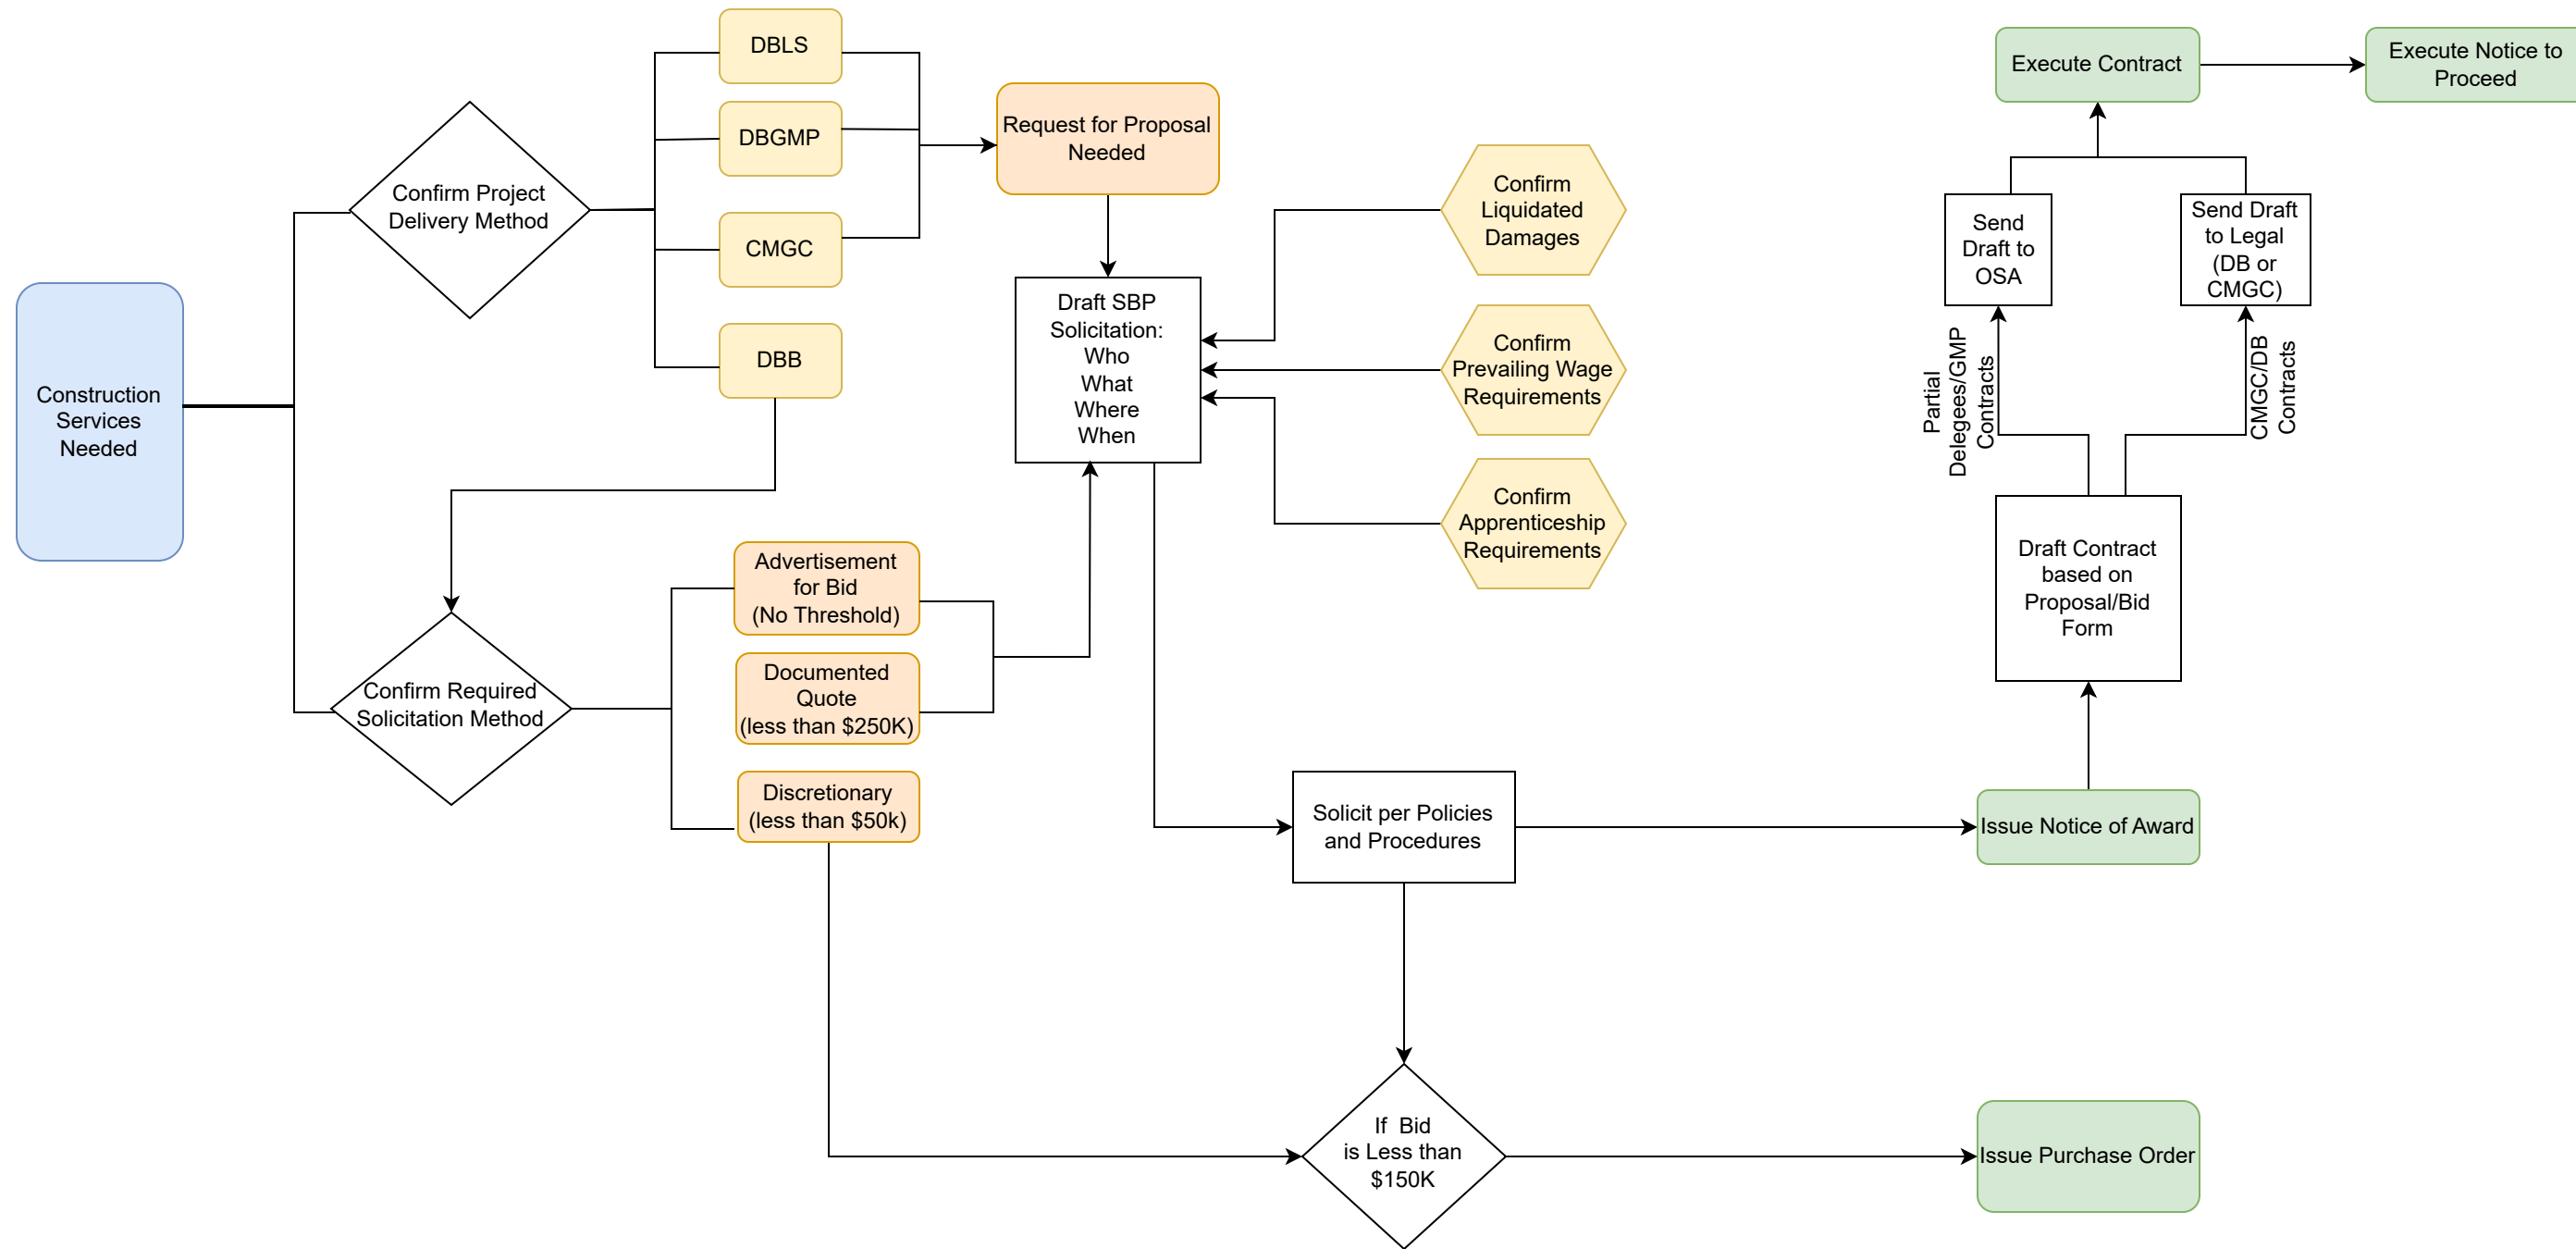 Construction
Services
Needed
Confirm Project
Delivery Method
DBLS
DBGMP
CMGC
DBB
Request for Proposal
Needed
Draft SBP
Solicitation:
Who
What
Where
When
Confirm
Liquidated
Damages
Confirm
Prevailing Wage
Requirements
Confirm
Apprenticeship
Requirements
Confirm Required
Solicitation Method
Advertisement
for Bid
(No Threshold)
Documented
Quote
(less than $250K)
Discretionary
(less than $50k)
Solicit per Policies
and Procedures
If  Bid
is Less than
$150K
Issue Purchase Order
Issue Notice of Award
Draft Contract
based on
Proposal/Bid
Form
Partial
Delegees/GMP
Contracts
CMGC/DB
Contracts
Send
Draft to
OSA
Send Draft
to Legal
(DB or
CMGC)
Execute Contract
Execute Notice to
Proceed